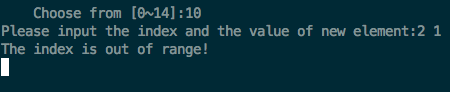 Choose from [0~14]:10
Please input the index and the value of new element:2 1
The index is out of range!